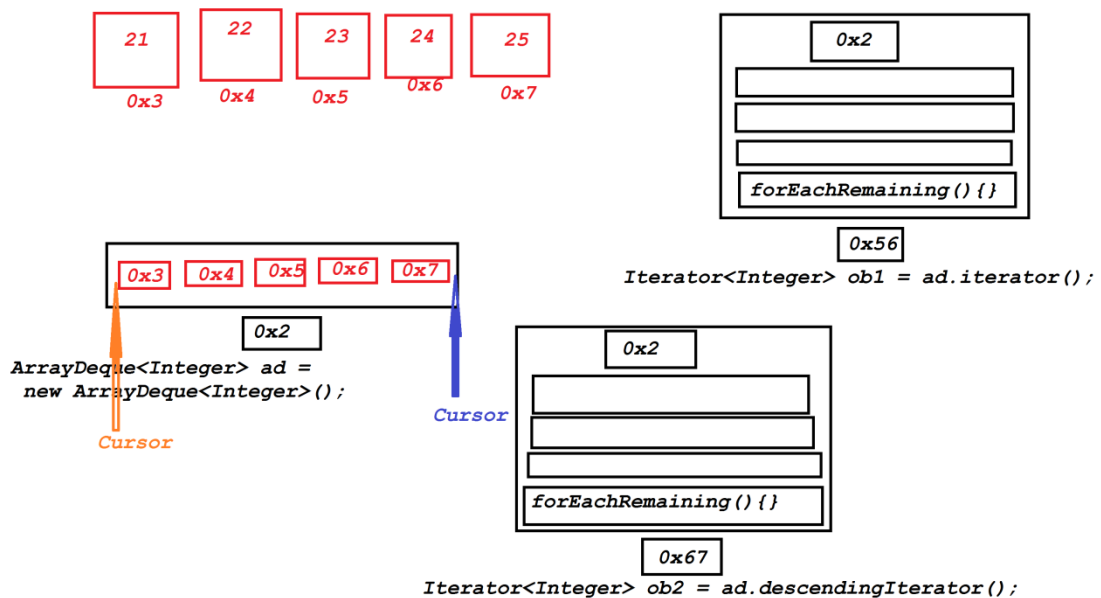 21
22
23
24
25
0x3
0x4
0x5
0x6
0x7
0x2
forEachRemaining(){}
0x56
Iterator<Integer> ob1 = ad.iterator();
0x3
0x4
0x5
0x6
0x7
0x2
ArrayDeque<Integer> ad =
new ArrayDeque<Integer>();
Cursor
Cursor
0x2
forEachRemaining(){}
0x67
Iterator<Integer> ob2 = ad.descendingIterator();